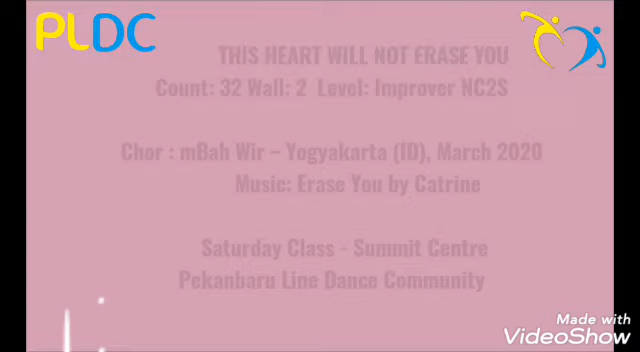 PLDC
THIS HEART WILL NOT ERASE YOU
Count: 32 Wall: 2 Level: Improver NC2S
Chor : mBah Wir – Yogyakarta (ID), March 2020
Music: Erase You by Catrine
Saturday Class - Summit Centre
Pekanbaru Line Dance Community
Made with
VideoShow